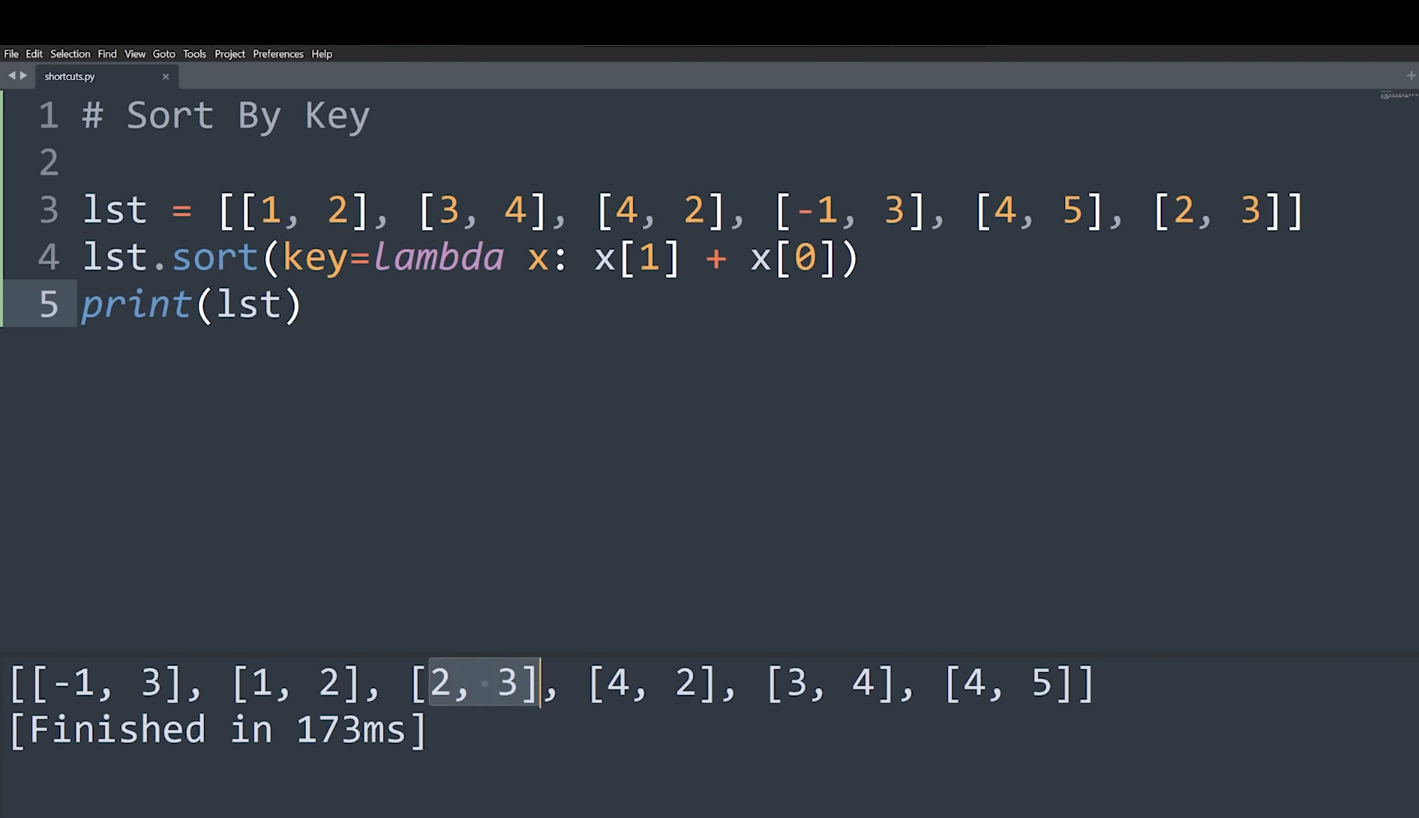 File Edit Selection Find View Goto Tools Project Preferences Help
shortcuts.py
1 # Sort By Key
2
3 lst = [[1, 2], [3, 4], [4, 2], [-1, 3], [4, 5], [2, 3]]
4 lst.sort(key=lambda x: x[1] + x[0])
5 print(lst)
[[-1, 3], [1, 2], [2, 3], [4, 2], [3, 4], [4, 5]]
[Finished in 173ms]